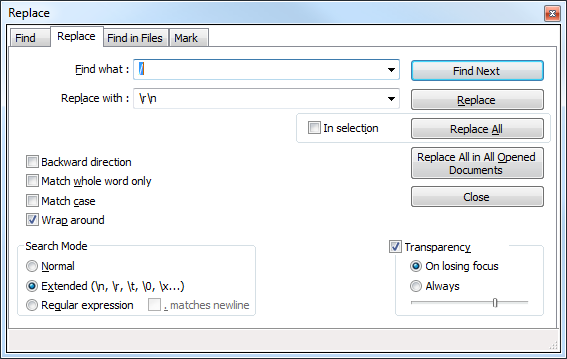 Replace
Find
Replace
Find in Files
Mark
Find what :
/
Find Next
Replace with :
\r\n
Replace
In selection
Replace All
Backward direction
Replace All in All Opened
Documents
Match whole word only
Match case
Close
Wrap around
Search Mode
Transparency
Normal
On losing focus
Extended (\n, \r, \t, \0, \x...)
Always
Regular expression
. matches newline